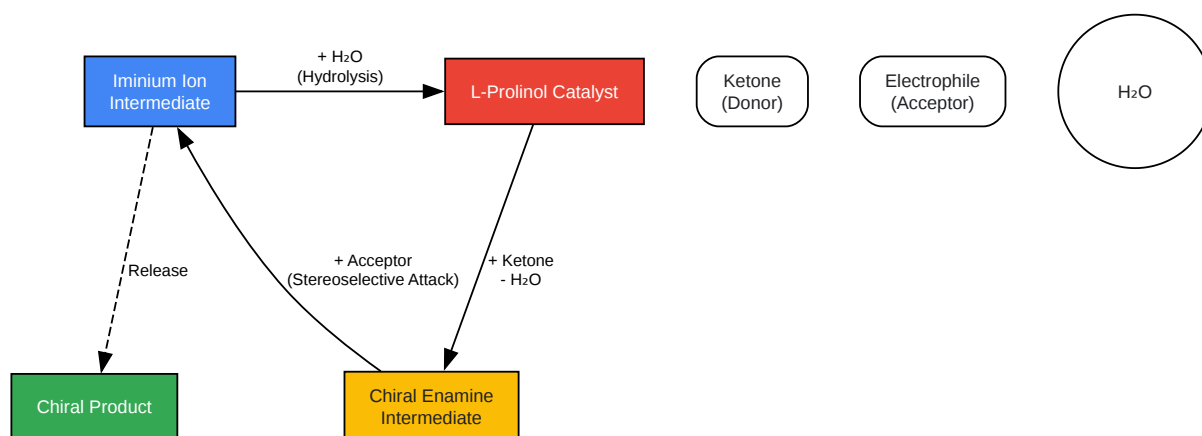 + H₂O
(Hydrolysis)
Iminium Ion
Intermediate
L-Prolinol Catalyst
Ketone
(Donor)
Electrophile
(Acceptor)
H₂O
Release
+ Acceptor
(Stereoselective Attack)
+ Ketone
- H₂O
Chiral Product
Chiral Enamine
Intermediate